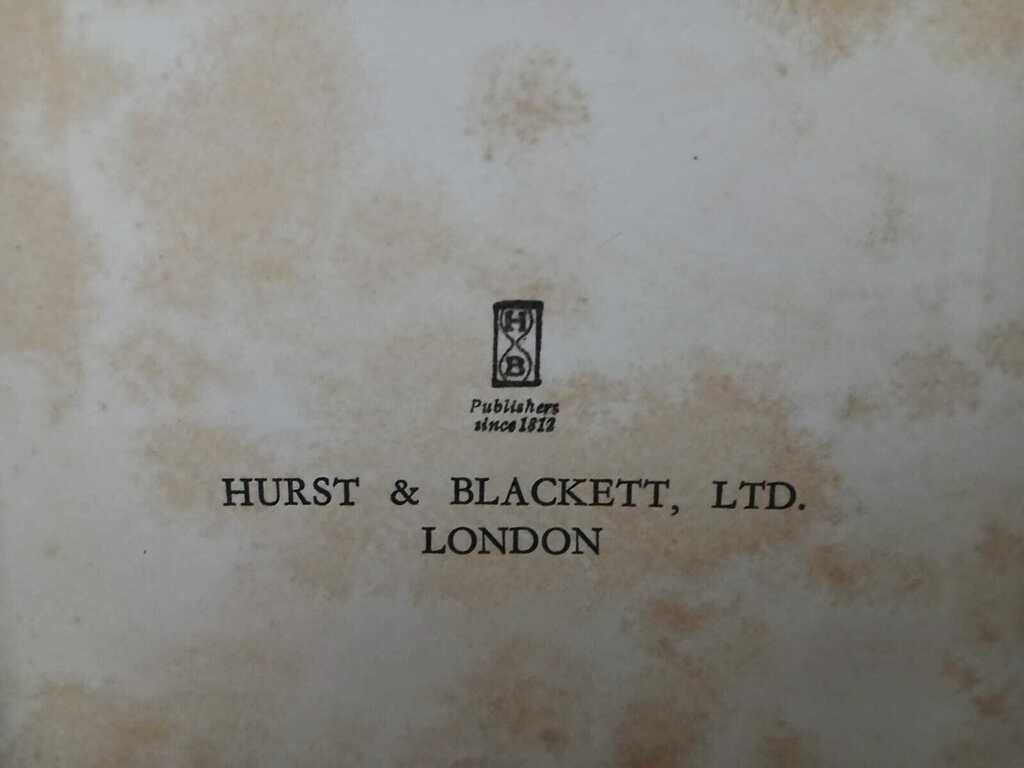 H
B
Publishers
since 1812
HURST & BLACKETT, LTD.
LONDON